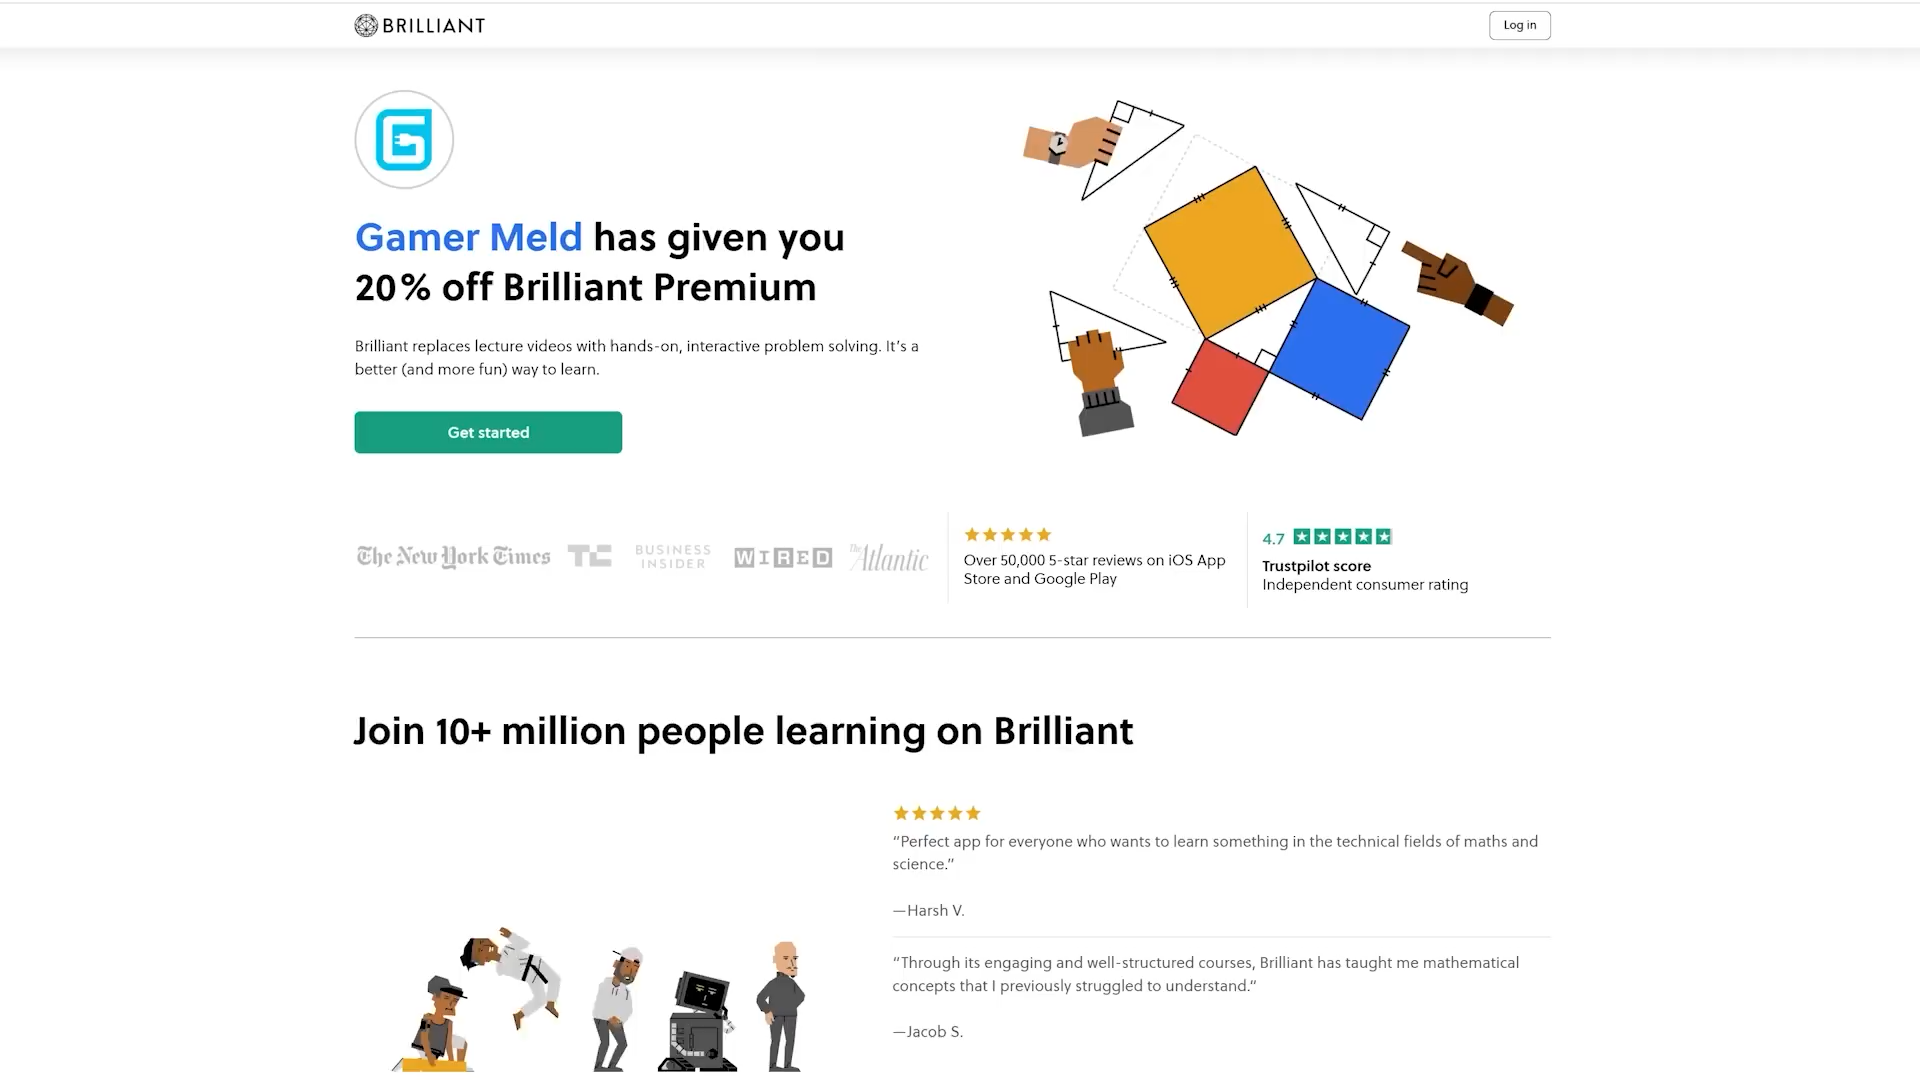 BRILLIANT
Log in
G
Gamer Meld has given you
20% off Brilliant Premium
Brilliant replaces lecture videos with hands-on, interactive problem solving. It’s a
better (and more fun) way to learn.
Get started
The New York Times
TC
BUSINESS
INSIDER
WIRED
The Atlantic
Over 50,000 5-star reviews on iOS App
Store and Google Play
4.7
Trustpilot score
Independent consumer rating
Join 10+ million people learning on Brilliant
“Perfect app for everyone who wants to learn something in the technical fields of maths and
science.”
—Harsh V.
“Through its engaging and well-structured courses, Brilliant has taught me mathematical
concepts that I previously struggled to understand.”
—Jacob S.